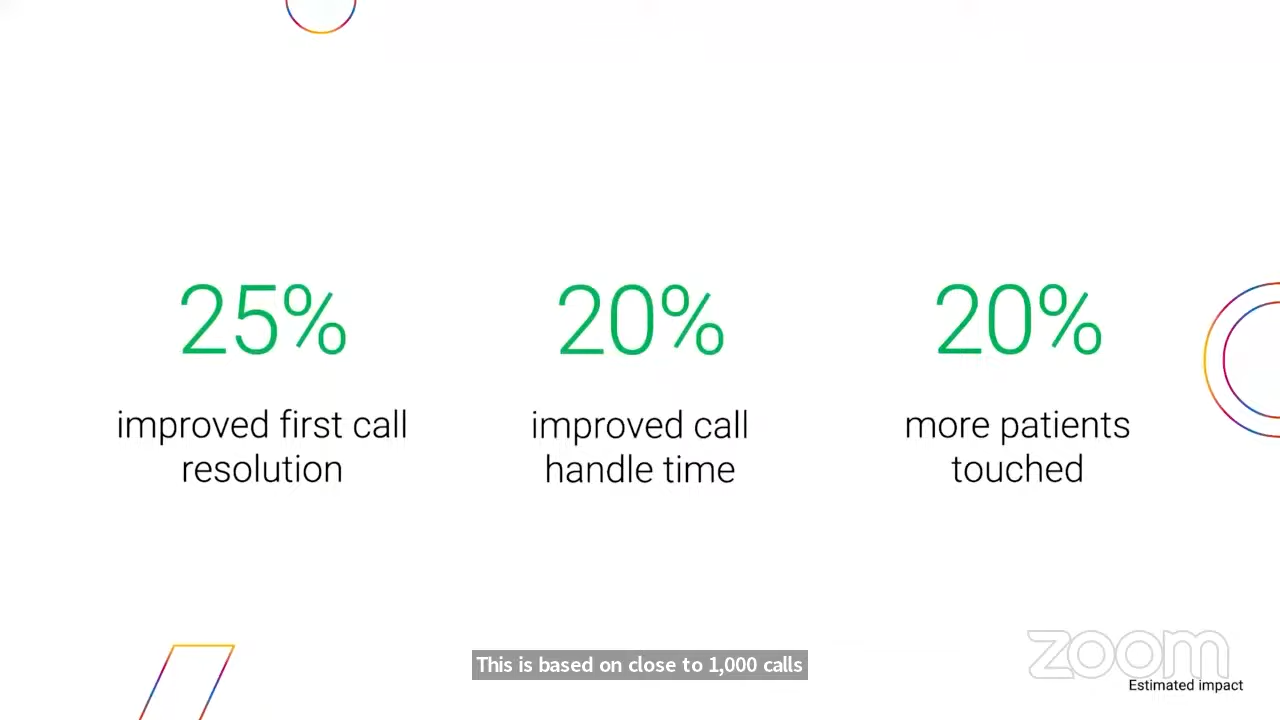 25%
improved first call
resolution
20%
improved call
handle time
20%
more patients
touched
This is based on close to 1,000 calls
zoom
Estimated impact